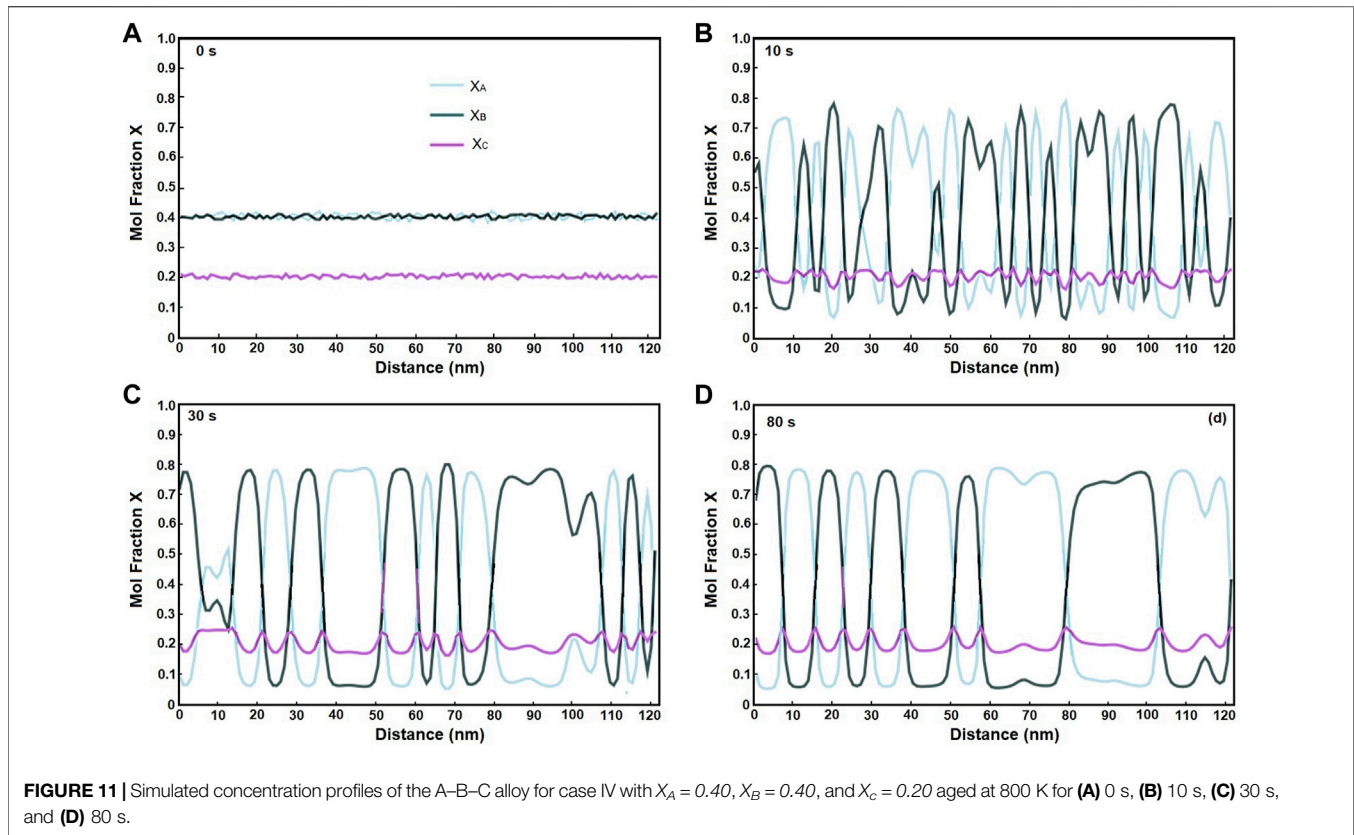 A
0 s
XA
XB
XC
Mol Fraction X
1.0
0.9
0.8
0.7
0.6
0.5
0.4
0.3
0.2
0.1
0
0 10 20 30 40 50 60 70 80 90 100 110 120
Distance (nm)
B
10 s
Mol Fraction X
1.0
0.9
0.8
0.7
0.6
0.5
0.4
0.3
0.2
0.1
0
0 10 20 30 40 50 60 70 80 90 100 110 120
Distance (nm)
C
30 s
Mol Fraction X
1.0
0.9
0.8
0.7
0.6
0.5
0.4
0.3
0.2
0.1
0
0 10 20 30 40 50 60 70 80 90 100 110 120
Distance (nm)
D
80 s
(d)
Mol Fraction X
1.0
0.9
0.8
0.7
0.6
0.5
0.4
0.3
0.2
0.1
0
0 10 20 30 40 50 60 70 80 90 100 110 120
Distance (nm)
FIGURE 11 | Simulated concentration profiles of the A–B–C alloy for case IV with XA = 0.40, XB = 0.40, and Xc = 0.20 aged at 800 K for (A) 0 s, (B) 10 s, (C) 30 s,
and (D) 80 s.